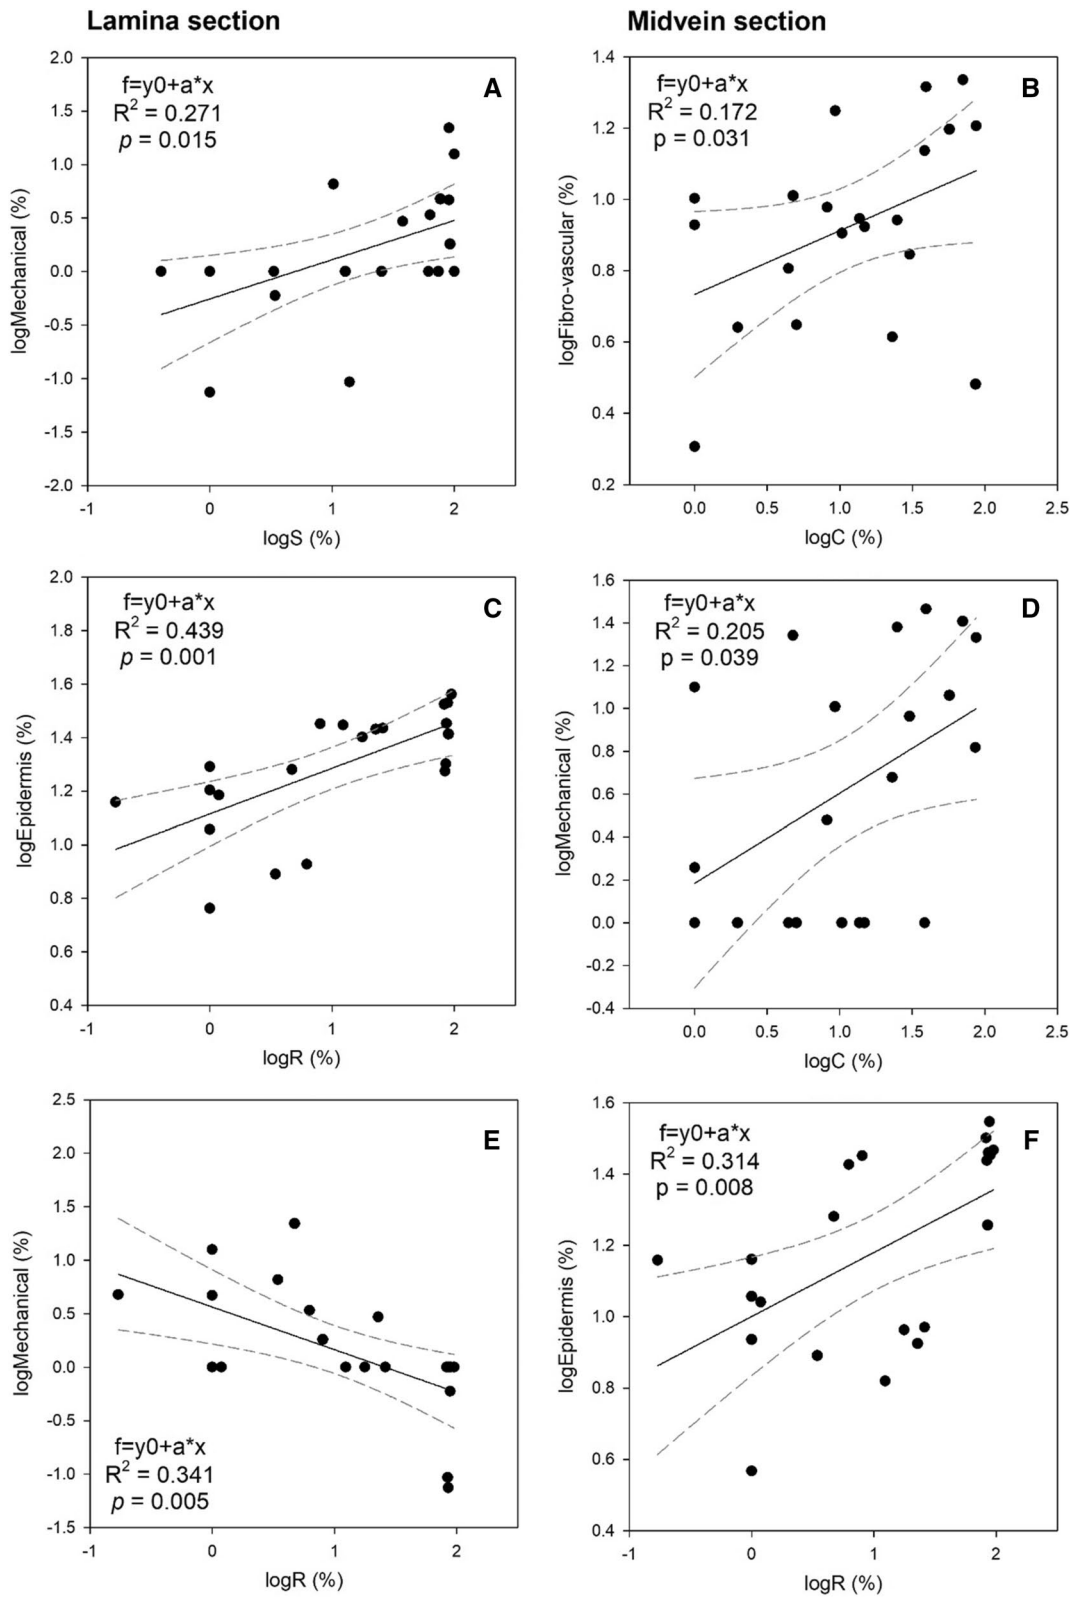 Lamina section
Midvein section
A
f=y0+a*x
R² = 0.271
p = 0.015
2.0
1.5
1.0
0.5
0.0
-0.5
-1.0
-1.5
-2.0
logMechanical (%)
-1 0 1 2
logS (%)
B
f=y0+a*x
R² = 0.172
p = 0.031
1.4
1.2
1.0
0.8
0.6
0.4
0.2
logFibro-vascular (%)
0.0 0.5 1.0 1.5 2.0 2.5
logC (%)
C
f=y0+a*x
R² = 0.439
p = 0.001
2.0
1.8
1.6
1.4
1.2
1.0
0.8
0.6
0.4
logEpidermis (%)
-1 0 1 2
logR (%)
D
f=y0+a*x
R² = 0.205
p = 0.039
1.6
1.4
1.2
1.0
0.8
0.6
0.4
0.2
0.0
-0.2
-0.4
logMechanical (%)
0.0 0.5 1.0 1.5 2.0 2.5
logC (%)
E
2.5
2.0
1.5
1.0
0.5
0.0
-0.5
-1.0
-1.5
logMechanical (%)
f=y0+a*x
R² = 0.341
p = 0.005
-1 0 1 2
logR (%)
F
f=y0+a*x
R² = 0.314
p = 0.008
1.6
1.4
1.2
1.0
0.8
0.6
0.4
logEpidermis (%)
-1 0 1 2
logR (%)